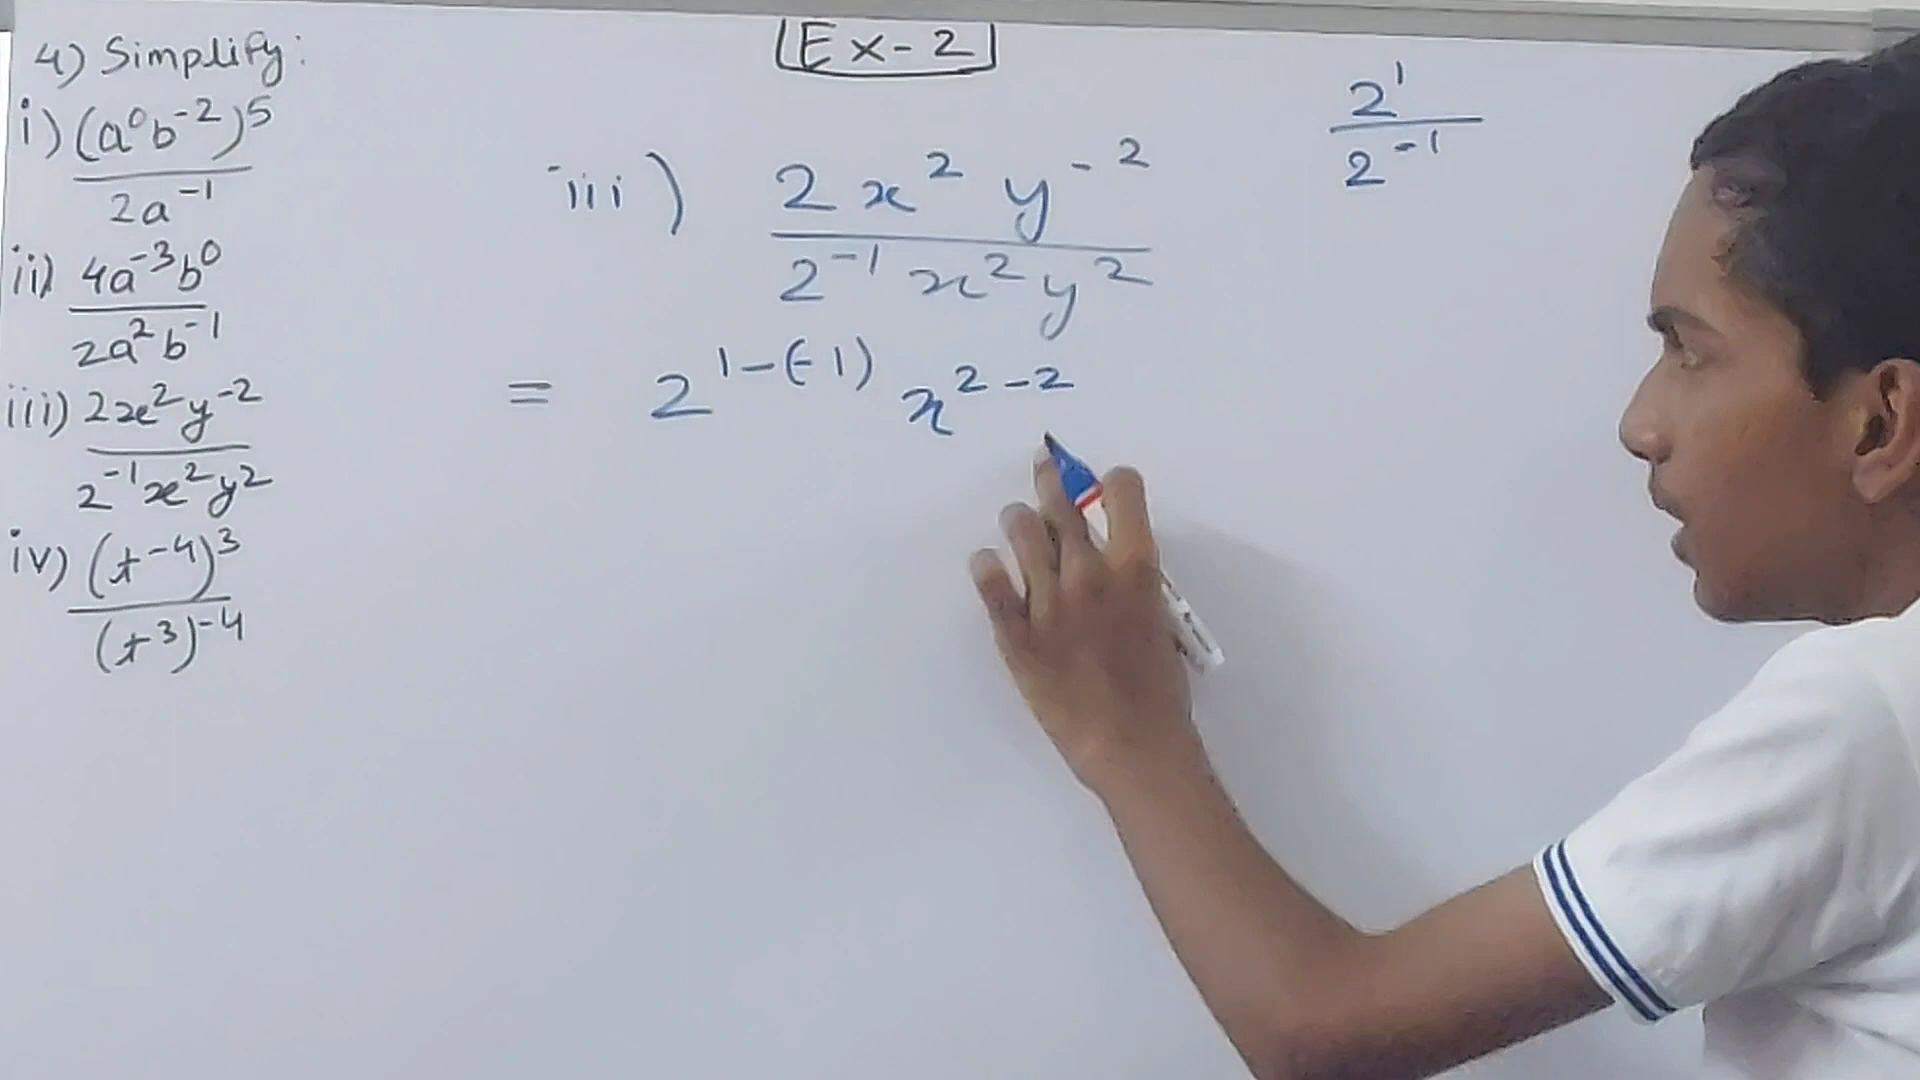 4) Simplify:
i) (a⁰b⁻²)⁵
2a⁻¹
ii) 4a⁻³b⁰
2a²b⁻¹
iii) 2x²y⁻²
2⁻¹x²y²
iv) (t⁻⁴)³
(t³)⁻⁴
Ex-2
iii) 2x²y⁻²
2⁻¹x²y²
= 2¹⁻⁽⁻¹⁾ x²⁻²
2¹
2⁻¹